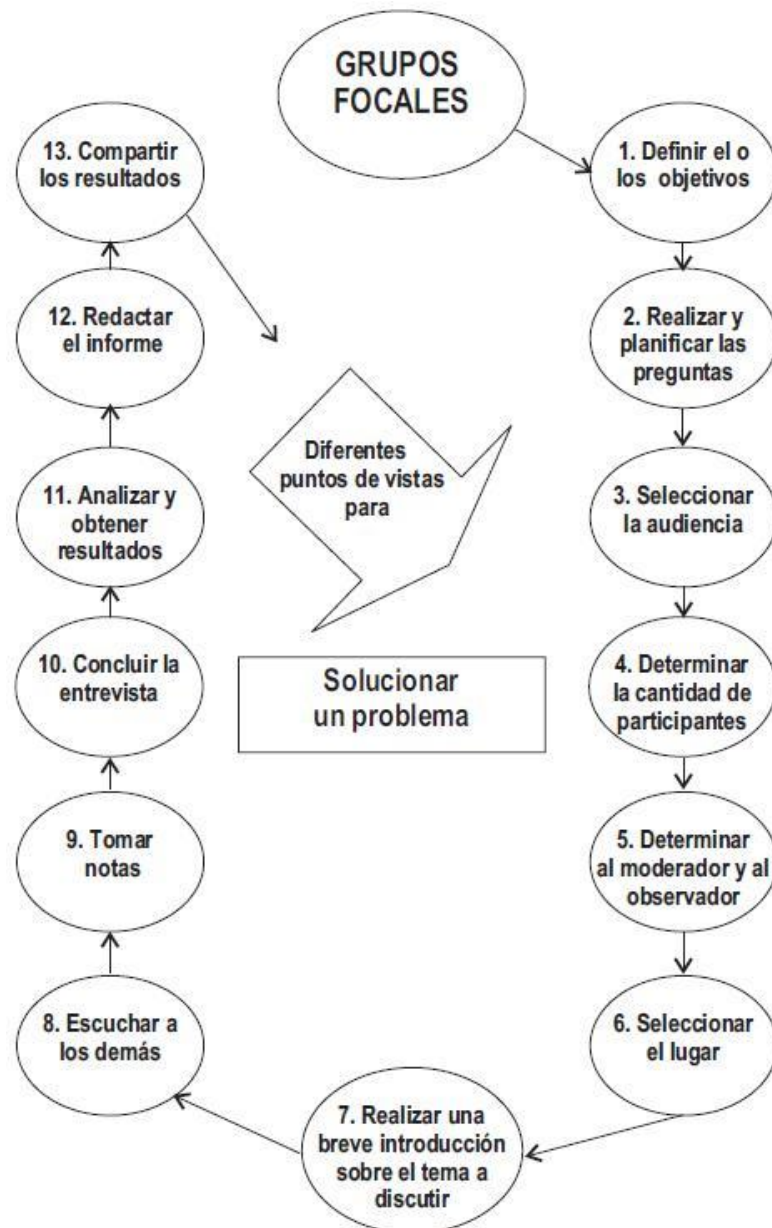 GRUPOS
FOCALES
1. Definir el o
los objetivos
2. Realizar y
planificar las
preguntas
3. Seleccionar
la audiencia
4. Determinar
la cantidad de
participantes
5. Determinar
al moderador y al
observador
6. Seleccionar
el lugar
7. Realizar una
breve introducción
sobre el tema a
discutir
8. Escuchar a
los demás
9. Tomar
notas
10. Concluir la
entrevista
11. Analizar y
obtener
resultados
12. Redactar
el informe
13. Compartir
los resultados
Diferentes
puntos de vistas
para
Solucionar
un problema